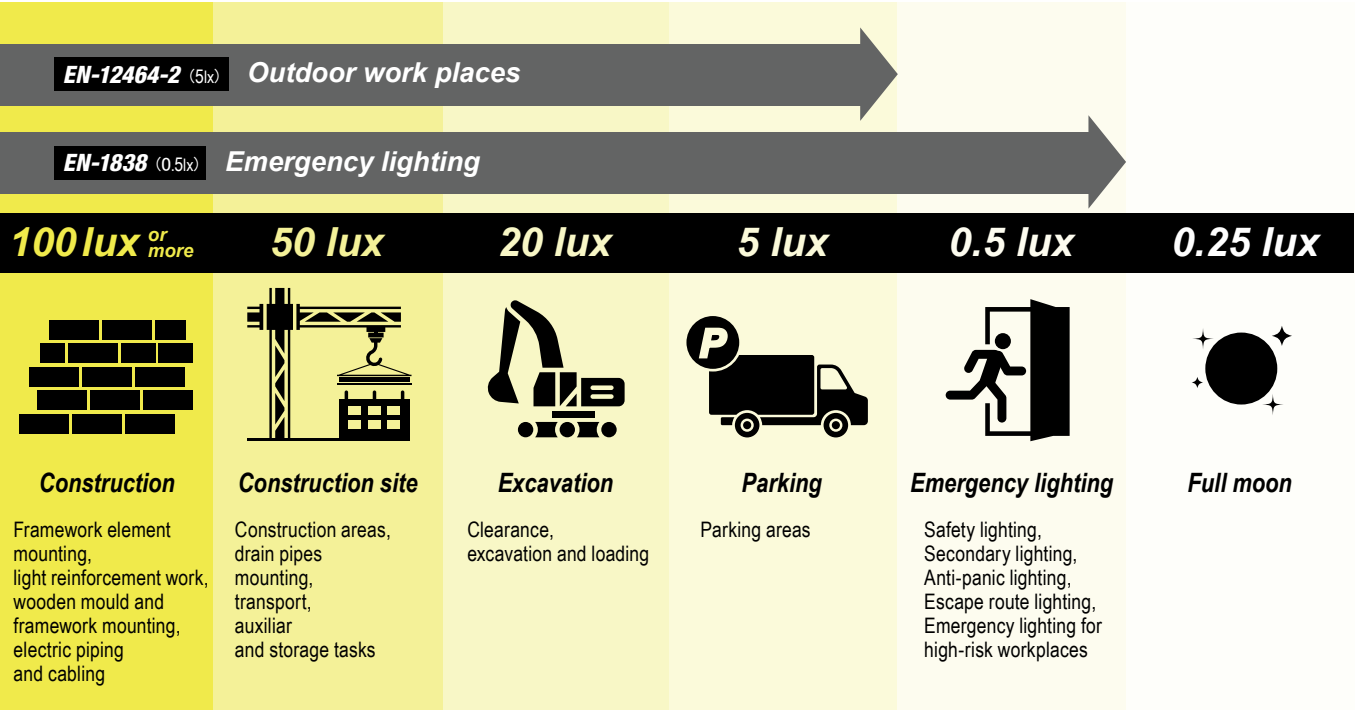 EN-12464-2 (5lx) Outdoor work places
EN-1838 (0.5lx) Emergency lighting
100 lux or more
50 lux
20 lux
5 lux
0.5 lux
0.25 lux
P
Construction
Framework element
mounting,
light reinforcement work,
wooden mould and
framework mounting,
electric piping
and cabling
Construction site
Construction areas,
drain pipes
mounting,
transport,
auxiliar
and storage tasks
Excavation
Clearance,
excavation and loading
Parking
Parking areas
Emergency lighting
Safety lighting,
Secondary lighting,
Anti-panic lighting,
Escape route lighting,
Emergency lighting for
high-risk workplaces
Full moon